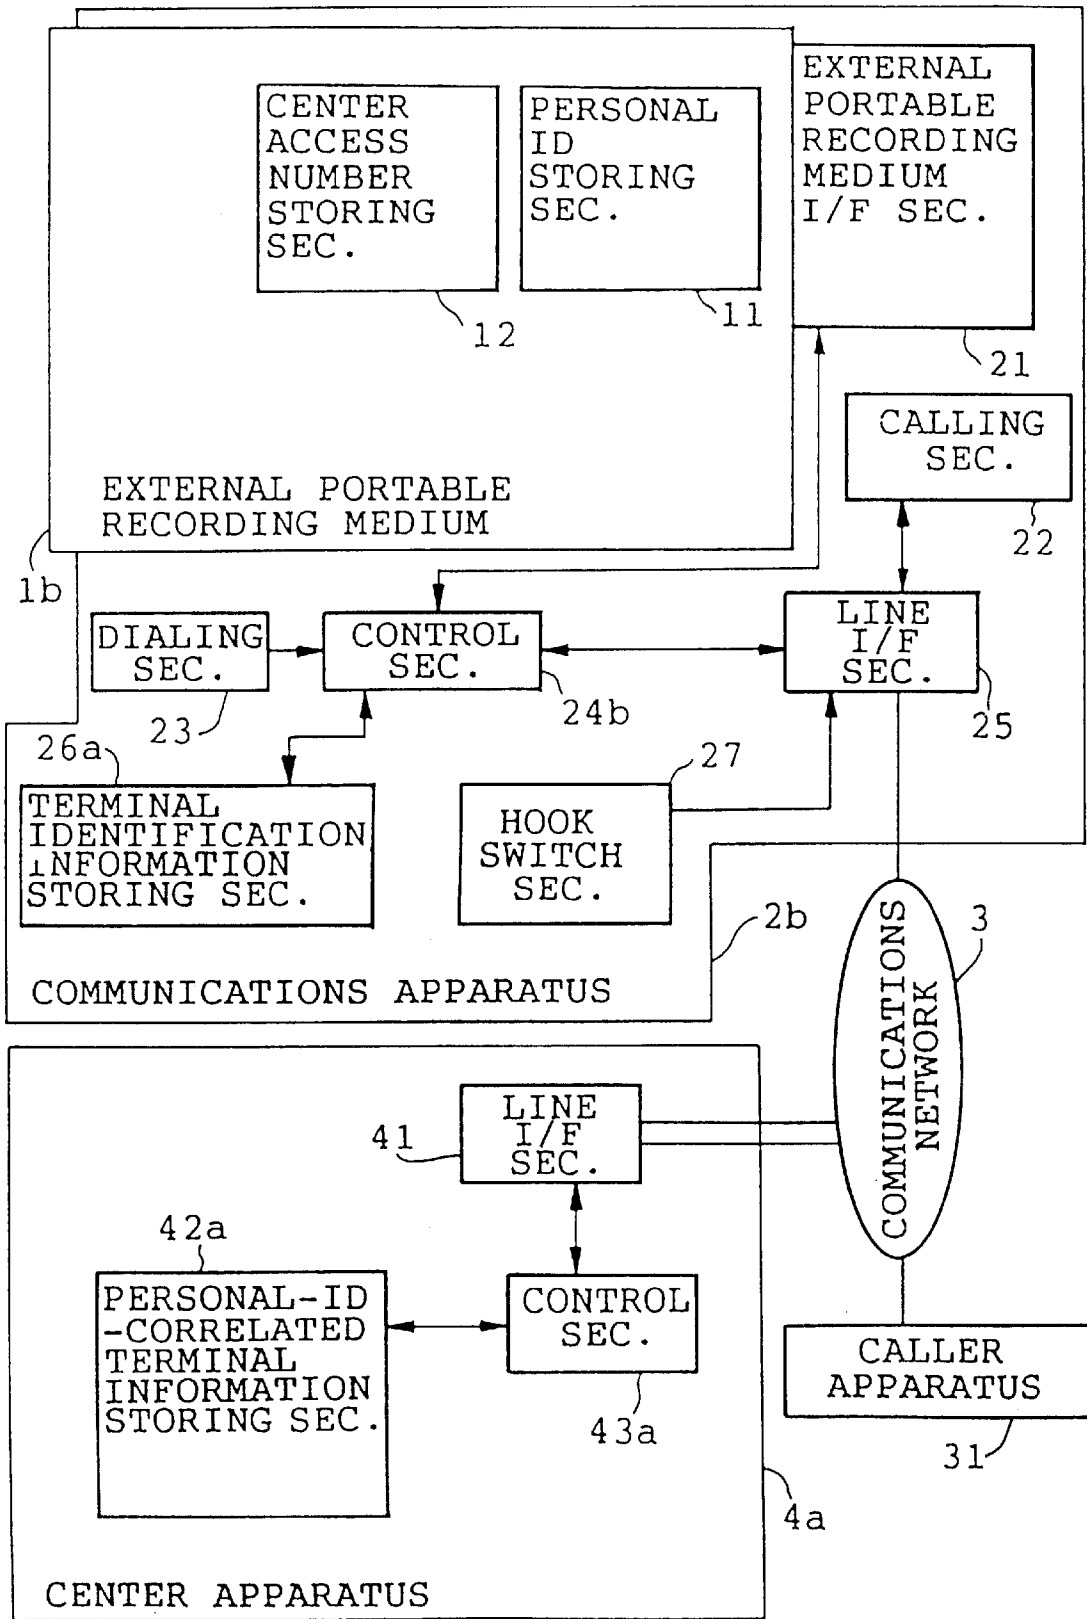 CENTER
ACCESS
NUMBER
STORING
SEC.
12
PERSONAL
ID
STORING
SEC.
11
EXTERNAL
PORTABLE
RECORDING
MEDIUM
I/F SEC.
21
CALLING
SEC.
22
EXTERNAL PORTABLE
RECORDING MEDIUM
1b
DIALING
SEC.
23
CONTROL
SEC.
24b
LINE
I/F
SEC.
25
26a
TERMINAL
IDENTIFICATION
INFORMATION
STORING SEC.
27
HOOK
SWITCH
SEC.
2b
COMMUNICATIONS APPARATUS
3
COMMUNICATIONS
NETWORK
LINE
I/F
SEC.
41
42a
PERSONAL-ID
-CORRELATED
TERMINAL
INFORMATION
STORING SEC.
CONTROL
SEC.
43a
CALLER
APPARATUS
31
4a
CENTER APPARATUS